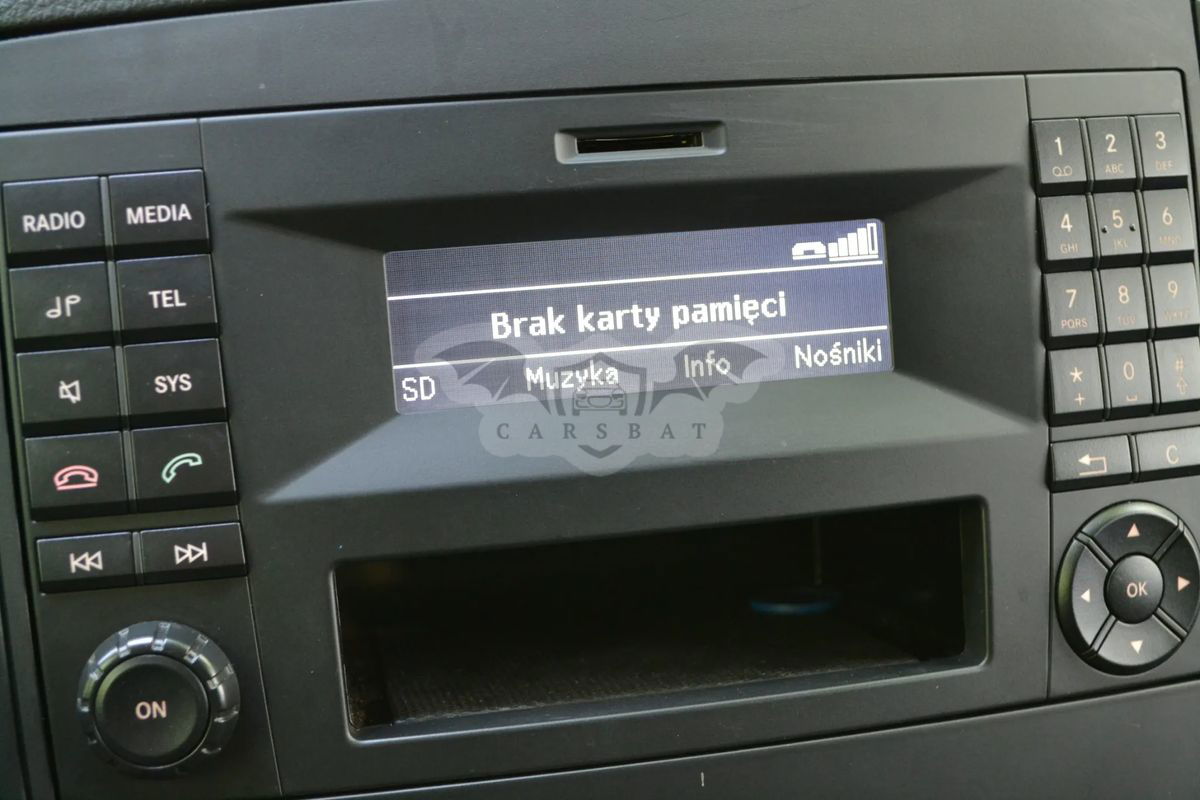 RADIO MEDIA
TEL
SYS
ON
Brak karty pamięci
SD Muzyka Info Nośniki
CARSBAT
1 2 ABC 3 DEF
4 GHI 5 JKL 6 MNO
7 PQRS 8 TUV 9 WXYZ
* + 0 #
C
OK